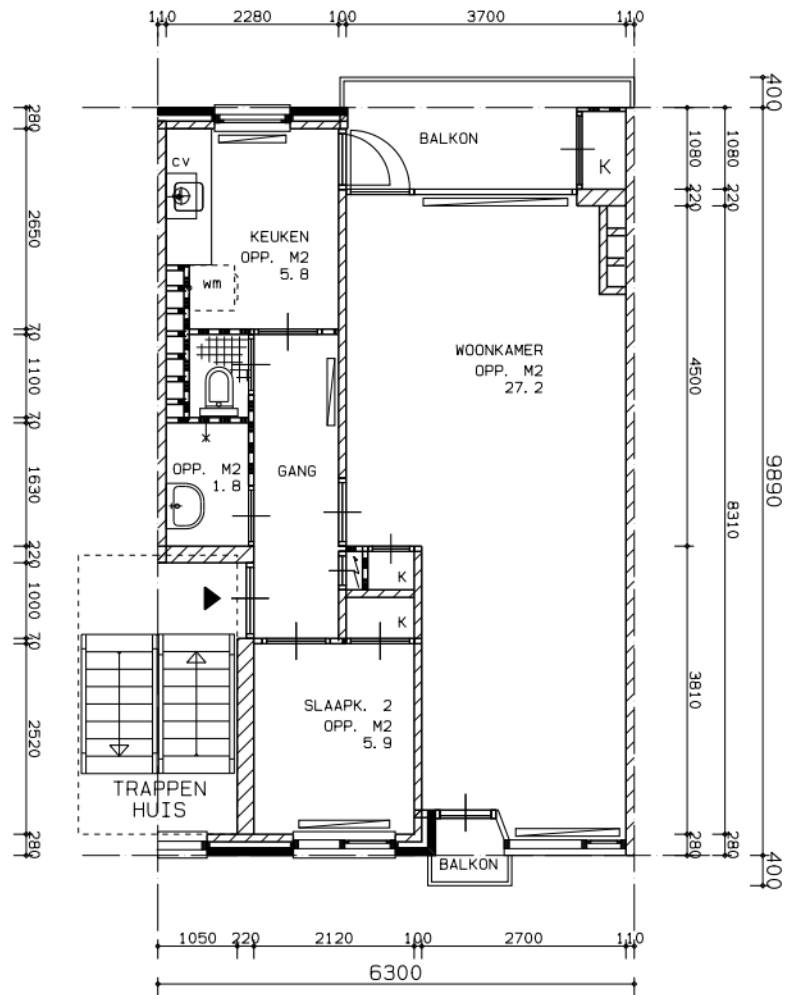 110 2280 100 3700 110
400
280
1080
1080
BALKON
K
CV
220
220
2650
KEUKEN
OPP. M2
5.8
wm
70
WOONKAMER
OPP. M2
27.2
1100
4500
70
9890
OPP. M2
1.8
GANG
1630
8310
220
K
1000
K
70
3810
SLAAPK. 2
OPP. M2
5.9
2520
TRAPPEN
HUIS
280
280
280
BALKON
400
1050 220 2120 100 2700 110
6300